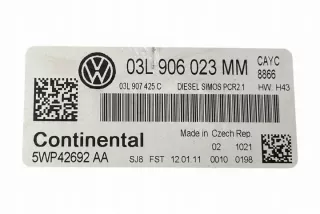 03L 906 023 MM CAYC
8866
03L 907 425 C DIESEL SIMOS PCR2.1 HW: H43
Made in Czech Rep.
Continental 02 1021
5WP42692 AA SJ8 FST 12.01.11 0010 0198